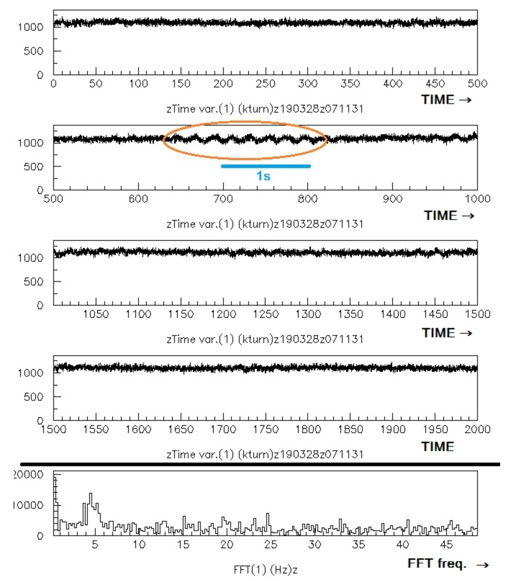 1000
500
0
0 50 100 150 200 250 300 350 400 450 500
TIME →
zTime var.(1) (kturn)z190328z071131
1000
500
0
1s
500 600 700 800 900 1000
TIME →
zTime var.(1) (kturn)z190328z071131
1000
500
0
1050 1100 1150 1200 1250 1300 1350 1400 1450 1500
TIME →
zTime var.(1) (kturn)z190328z071131
1000
500
0
1500 1550 1600 1650 1700 1750 1800 1850 1900 1950 2000
TIME
zTime var.(1) (kturn)z190328z071131
20000
10000
0
5 10 15 20 25 30 35 40 45
FFT freq. →
FFT(1) (Hz)z